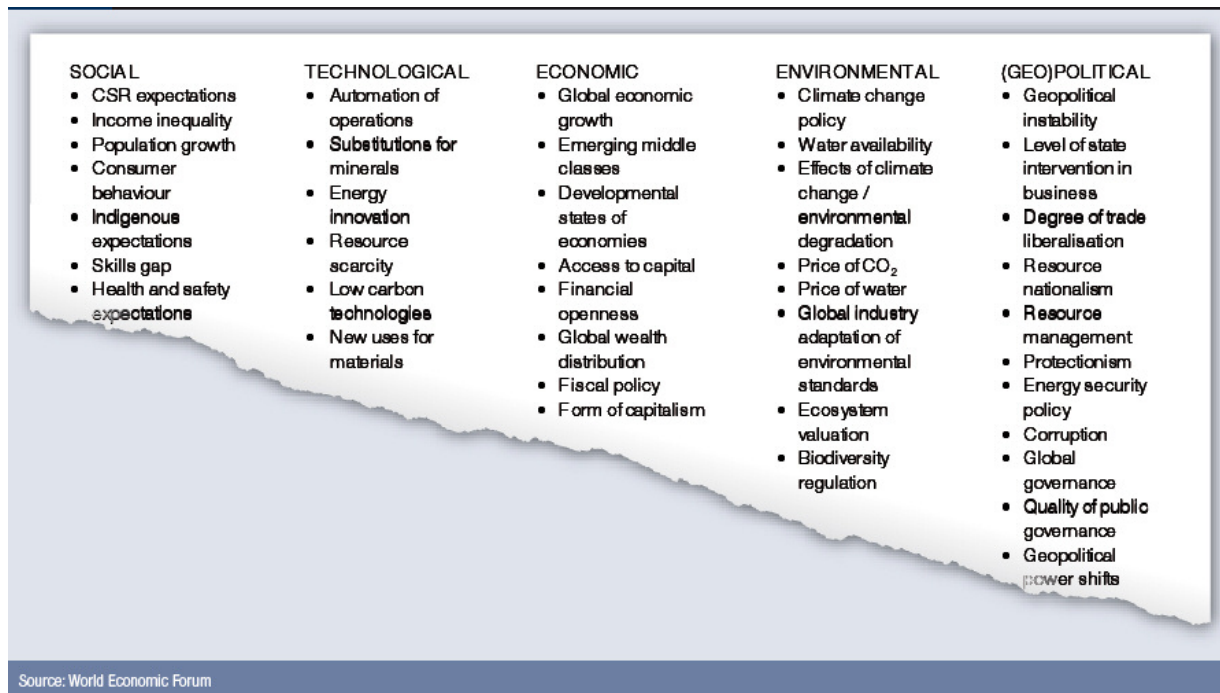 SOCIAL
• CSR expectations
• Income inequality
• Population growth
• Consumer
behaviour
• Indigenous
expectations
• Skills gap
• Health and safety
expectations
TECHNOLOGICAL
• Automation of
operations
• Substitutions for
minerals
• Energy
innovation
• Resource
scarcity
• Low carbon
technologies
• New uses for
materials
ECONOMIC
• Global economic
growth
• Emerging middle
classes
• Developmental
states of
economies
• Access to capital
• Financial
openness
• Global wealth
distribution
• Fiscal policy
• Form of capitalism
ENVIRONMENTAL
• Climate change
policy
• Water availability
• Effects of climate
change /
environmental
degradation
• Price of CO₂
• Price of water
• Global industry
adaptation of
environmental
standards
• Ecosystem
valuation
• Biodiversity
regulation
(GEO)POLITICAL
• Geopolitical
instability
• Level of state
intervention in
business
• Degree of trade
liberalisation
• Resource
nationalism
• Resource
management
• Protectionism
• Energy security
policy
• Corruption
• Global
governance
• Quality of public
governance
• Geopolitical
power shifts
Source: World Economic Forum